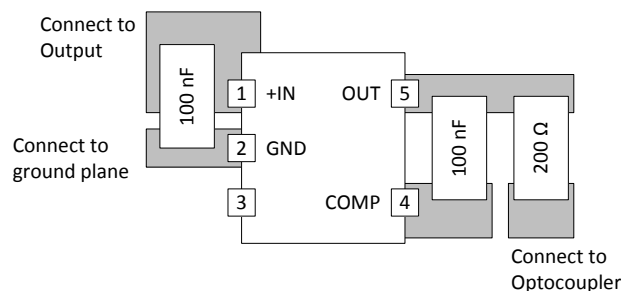 Connect to
Output
100 nF
1 +IN OUT 5
Connect to
ground plane
2 GND
100 nF
200 Ω
3 COMP 4
Connect to
Optocoupler